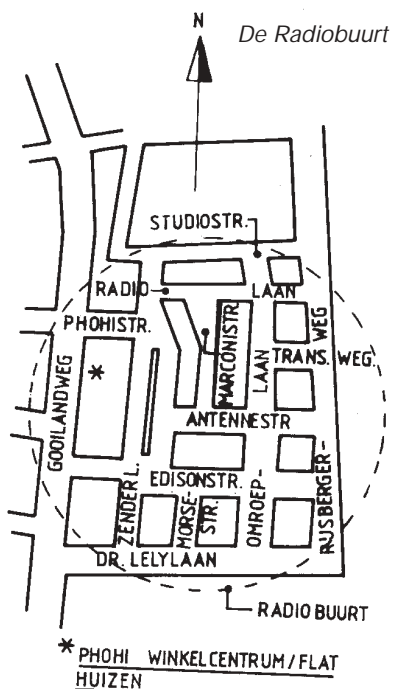 N
De Radiobuurt
STUDIOSTR.
RADIO LAAN
PHOHISTR.
MARCONISTR.
LAAN
WEG
TRANS. WEG.
GOOILANDWEG
*
ANTENNESTR
EDISONSTR.
ZENDER L.
MORSE-
STR.
OMROEP-
RIJSBERGER-
DR. LELYLAAN
RADIO BUURT
* PHOHI WINKELCENTRUM/FLAT
HUIZEN